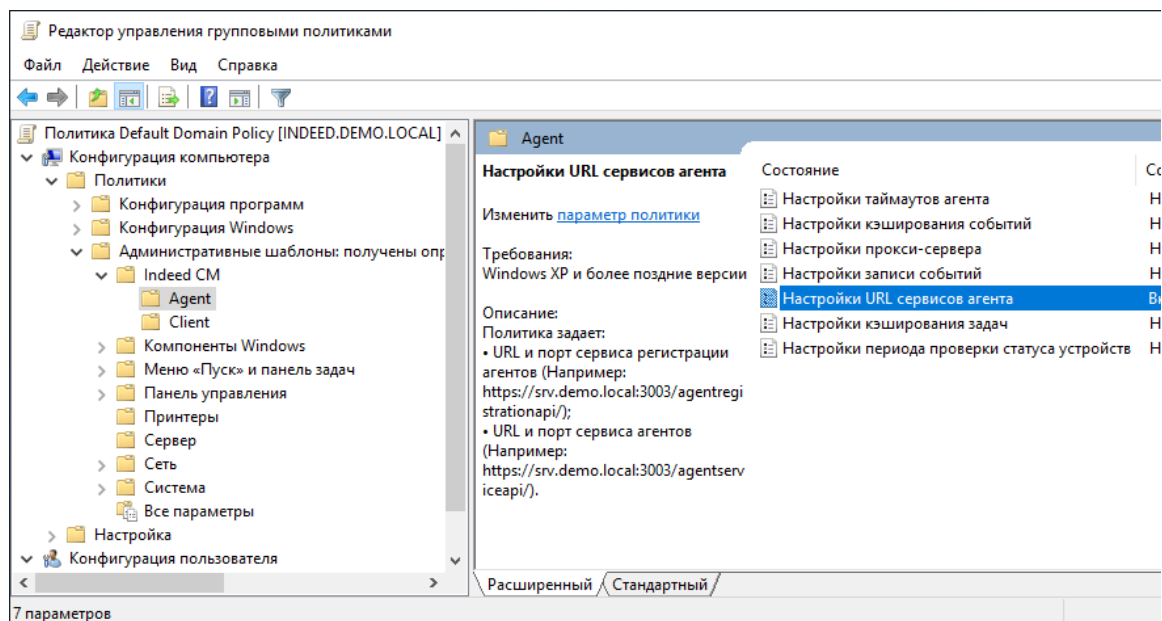 Редактор управления групповыми политиками
Файл Действие Вид Справка
Политика Default Domain Policy [INDEED.DEMO.LOCAL]
Конфигурация компьютера
Политики
Конфигурация программ
Конфигурация Windows
Административные шаблоны: получены опр
Indeed CM
Agent
Client
Компоненты Windows
Меню «Пуск» и панель задач
Панель управления
Принтеры
Сервер
Сеть
Система
Все параметры
Настройка
Конфигурация пользователя
Agent
Настройки URL сервисов агента
Изменить параметр политики
Требования:
Windows XP и более поздние версии
Описание:
Политика задает:
• URL и порт сервиса регистрации
агентов (Например:
https://srv.demo.local:3003/agentregi
strationapi/);
• URL и порт сервиса агентов
(Например:
https://srv.demo.local:3003/agentserv
iceapi/).
Состояние Со
Настройки таймаутов агента Н
Настройки кэширования событий Н
Настройки прокси-сервера Н
Настройки записи событий Н
Настройки URL сервисов агента Вк
Настройки кэширования задач Н
Настройки периода проверки статуса устройств Н
Расширенный Стандартный
7 параметров